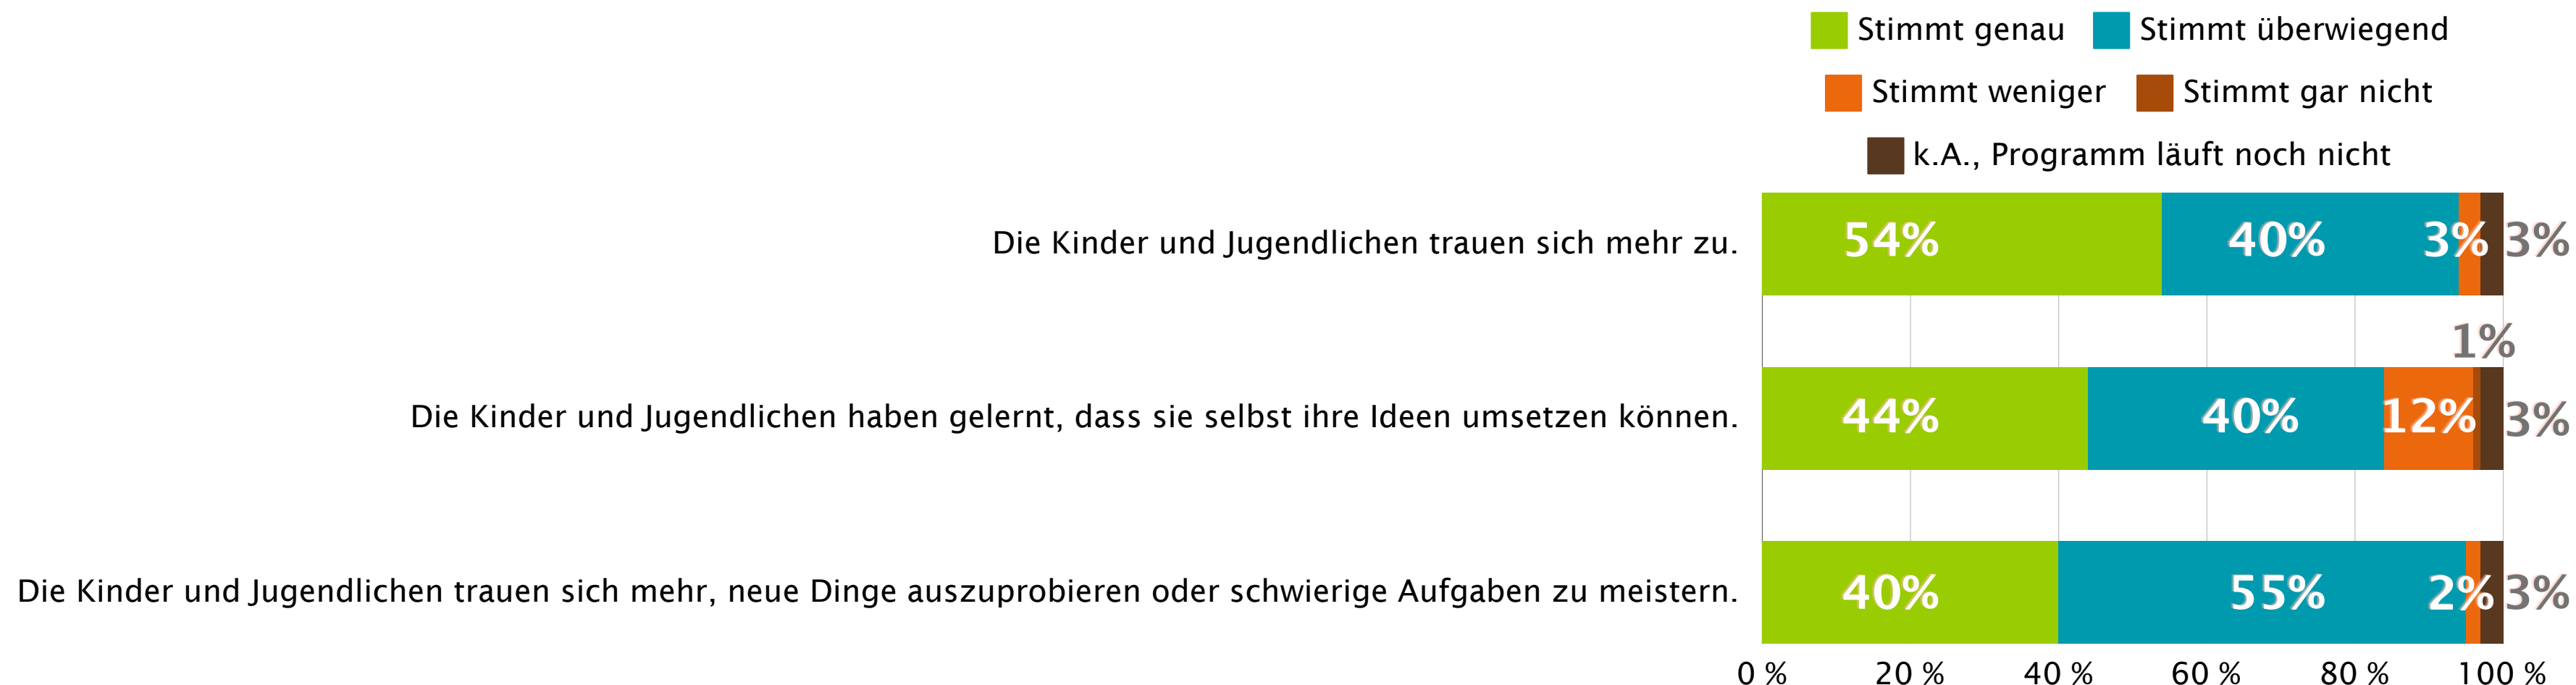 Stimmt genau Stimmt überwiegend
Stimmt weniger Stimmt gar nicht
k.A., Programm läuft noch nicht
Die Kinder und Jugendlichen trauen sich mehr zu. 54% 40% 3% 3%
1%
Die Kinder und Jugendlichen haben gelernt, dass sie selbst ihre Ideen umsetzen können. 44% 40% 12% 3%
Die Kinder und Jugendlichen trauen sich mehr, neue Dinge auszuprobieren oder schwierige Aufgaben zu meistern. 40% 55% 2% 3%
0 % 20 % 40 % 60 % 80 % 100 %